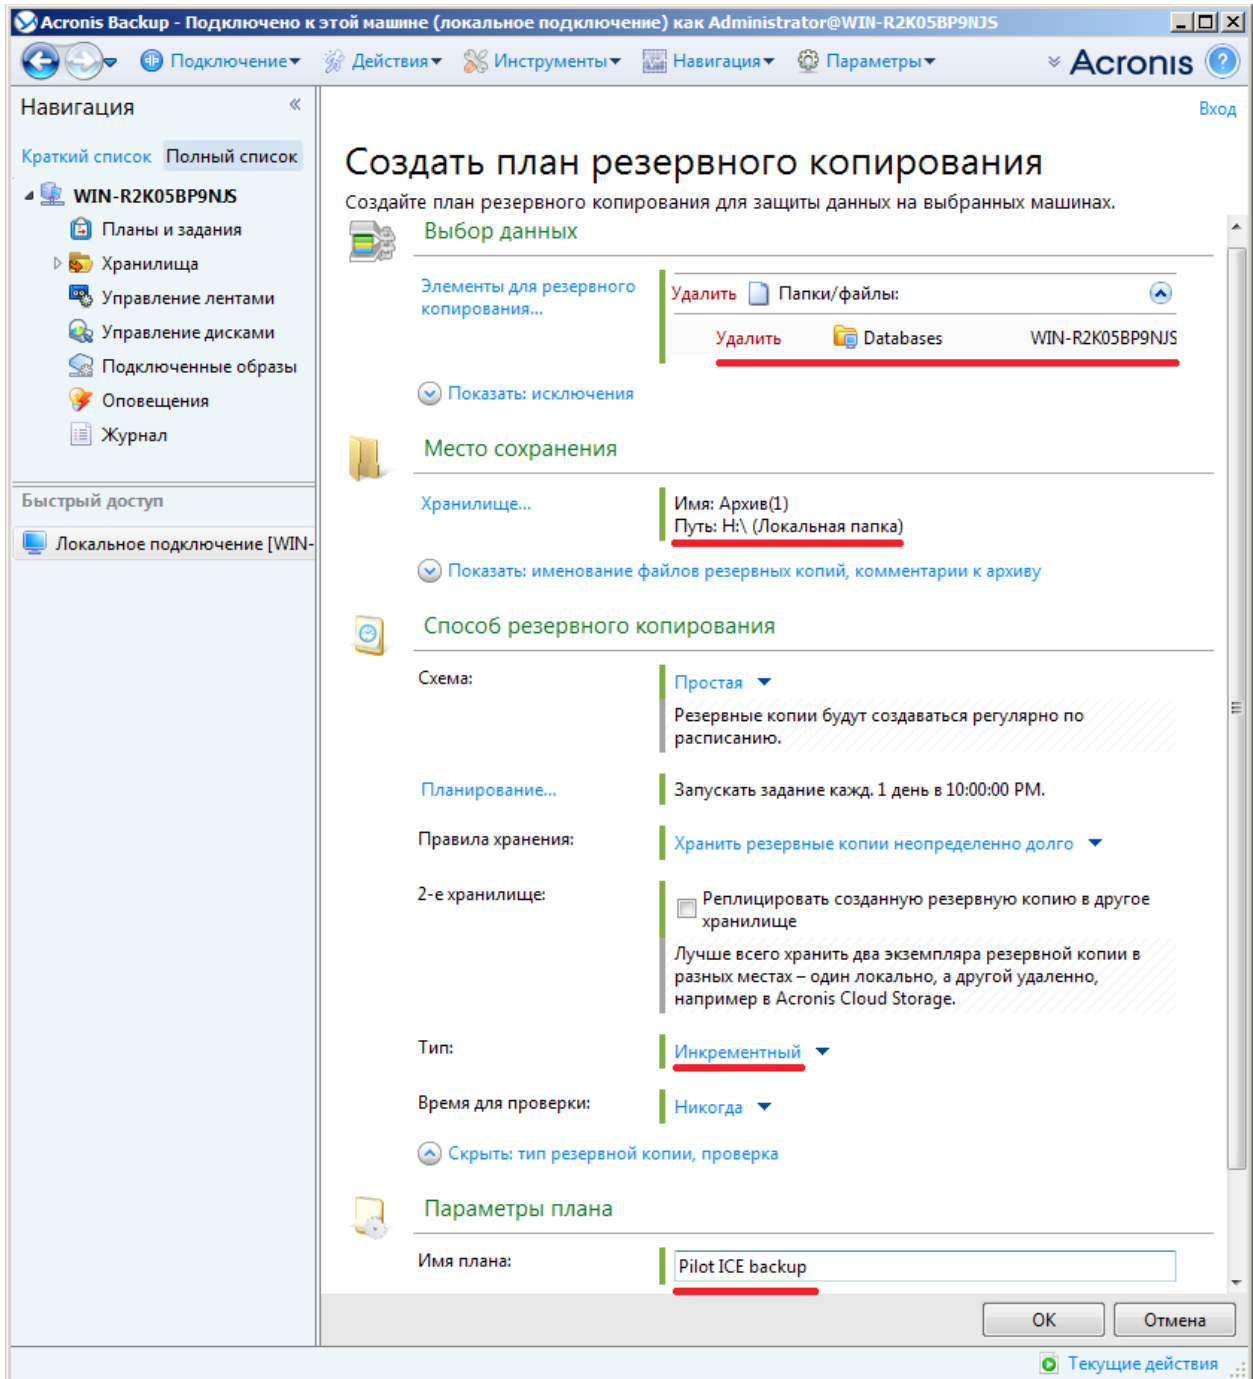 Acronis Backup - Подключено к этой машине (локальное подключение) как Administrator@WIN-R2K05BP9NJS
Подключение Действия Инструменты Навигация Параметры Acronis
Навигация
Вход
Краткий список Полный список
WIN-R2K05BP9NJS
Планы и задания
Хранилища
Управление лентами
Управление дисками
Подключенные образы
Оповещения
Журнал
Быстрый доступ
Локальное подключение [WIN-
Создать план резервного копирования
Создайте план резервного копирования для защиты данных на выбранных машинах.
Выбор данных
Элементы для резервного
копирования...
Удалить Папки/файлы:
Удалить Databases WIN-R2K05BP9NJS
Показать: исключения
Место сохранения
Хранилище...
Имя: Архив(1)
Путь: H:\ (Локальная папка)
Показать: именование файлов резервных копий, комментарии к архиву
Способ резервного копирования
Схема:
Простая
Резервные копии будут создаваться регулярно по
расписанию.
Планирование...
Запускать задание кажд. 1 день в 10:00:00 PM.
Правила хранения:
Хранить резервные копии неопределенно долго
2-е хранилище:
Реплицировать созданную резервную копию в другое
хранилище
Лучше всего хранить два экземпляра резервной копии в
разных местах – один локально, а другой удаленно,
например в Acronis Cloud Storage.
Тип:
Инкрементный
Время для проверки:
Никогда
Скрыть: тип резервной копии, проверка
Параметры плана
Имя плана:
Pilot ICE backup
OK Отмена
Текущие действия